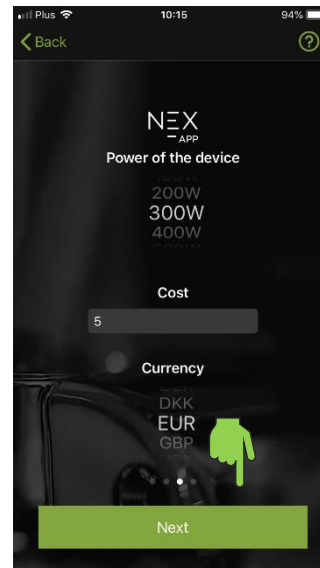 Plus
10:15
94%
Back
?
NEX
APP
Power of the device
200W
300W
400W
Cost
5
Currency
DKK
EUR
GBP
Next